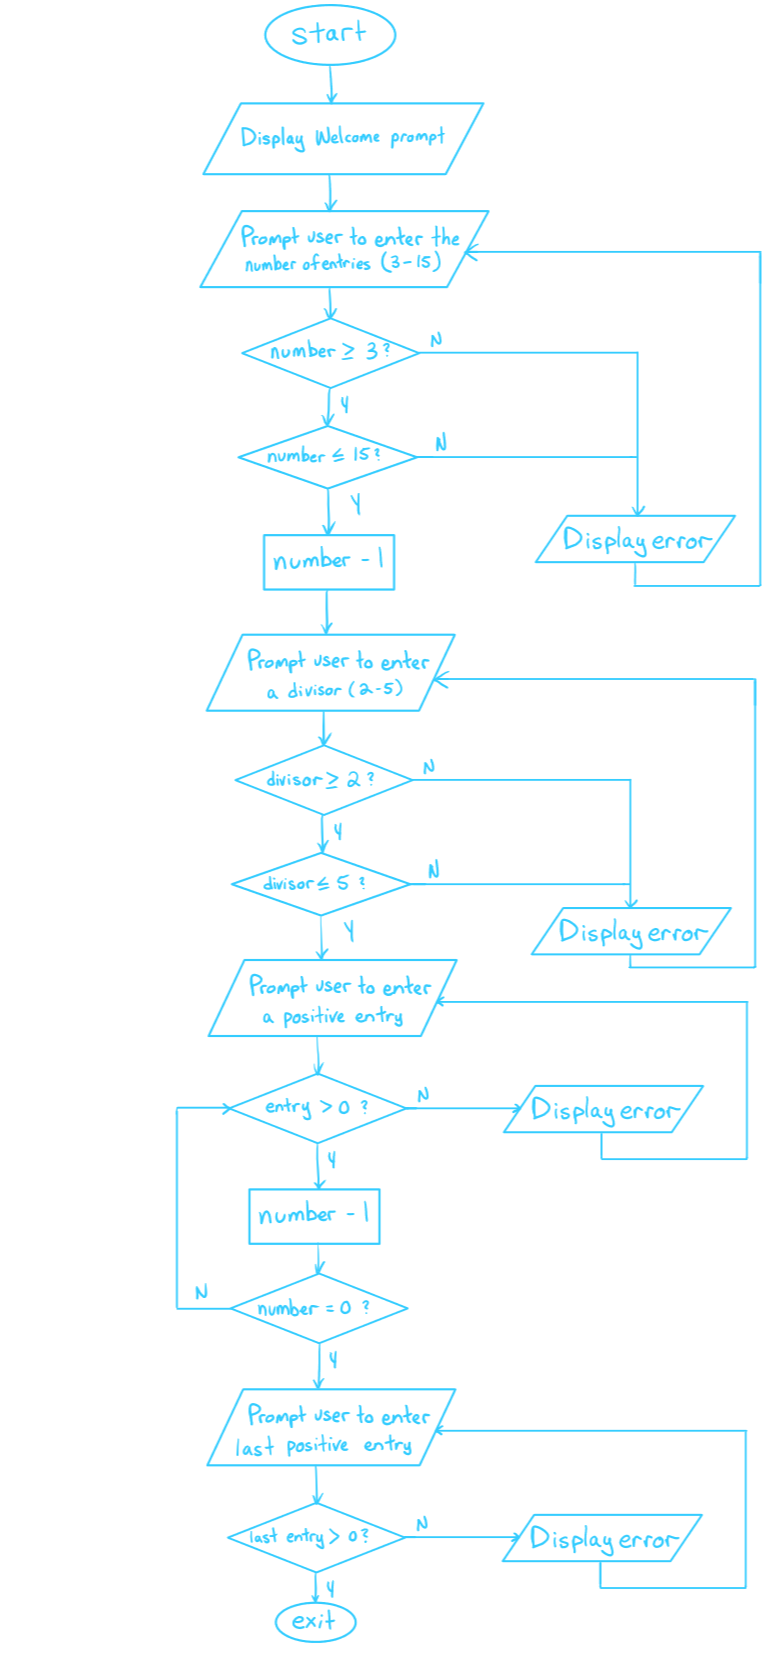 start
Display Welcome prompt
Prompt user to enter the
number of entries (3-15)
number ≥ 3?
N
Y
number ≤ 15?
N
Y
Display error
number - 1
Prompt user to enter
a divisor (2-5)
divisor ≥ 2?
N
Y
divisor ≤ 5?
N
Y
Display error
Prompt user to enter
a positive entry
entry > 0?
N
Display error
Y
number - 1
number = 0?
N
Y
Prompt user to enter
last positive entry
last entry > 0?
N
Display error
Y
exit